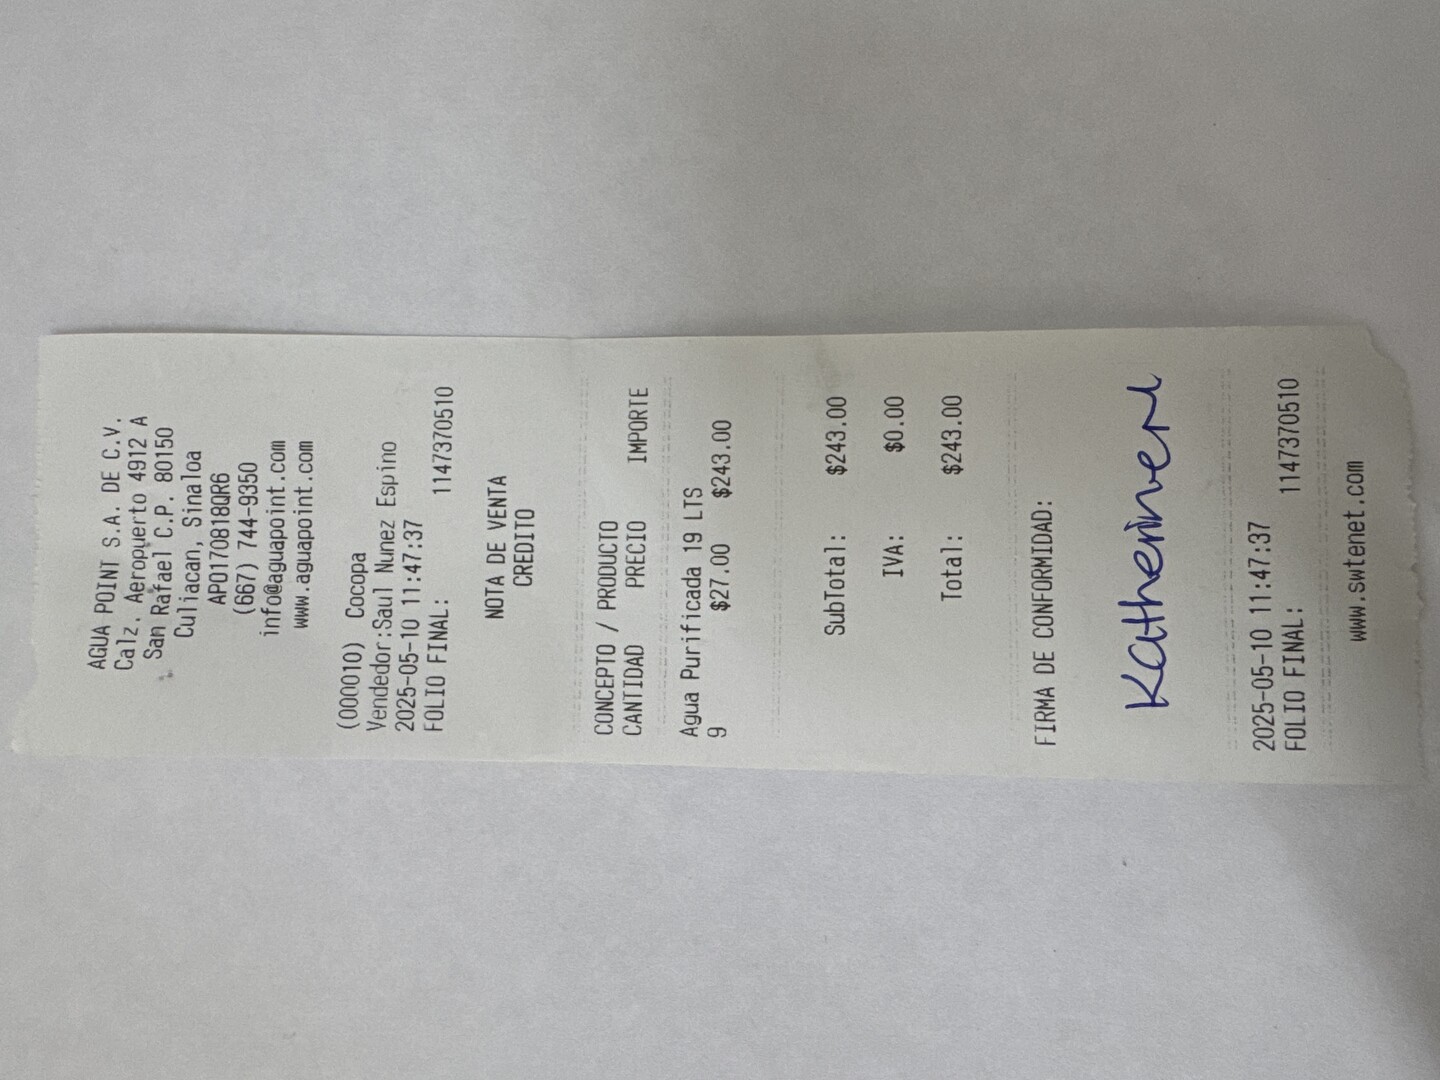 AGUA POINT S.A. DE C.V.
Calz. Aeropuerto 4912 A
San Rafael C.P. 80150
Culiacan, Sinaloa
APO170818QR6
(667) 744-9350
info@aguapoint.com
www.aguapoint.com
(000010) Cocopa
Vendedor:Saul Nunez Espino
2025-05-10 11:47:37
FOLIO FINAL: 1147370510
NOTA DE VENTA
CREDITO
CONCEPTO / PRODUCTO
CANTIDAD PRECIO IMPORTE
Agua Purificada 19 LTS
9 $27.00 $243.00
SubTotal: $243.00
IVA: $0.00
Total: $243.00
FIRMA DE CONFORMIDAD:
Katherine
2025-05-10 11:47:37
FOLIO FINAL: 1147370510
www.swtenet.com